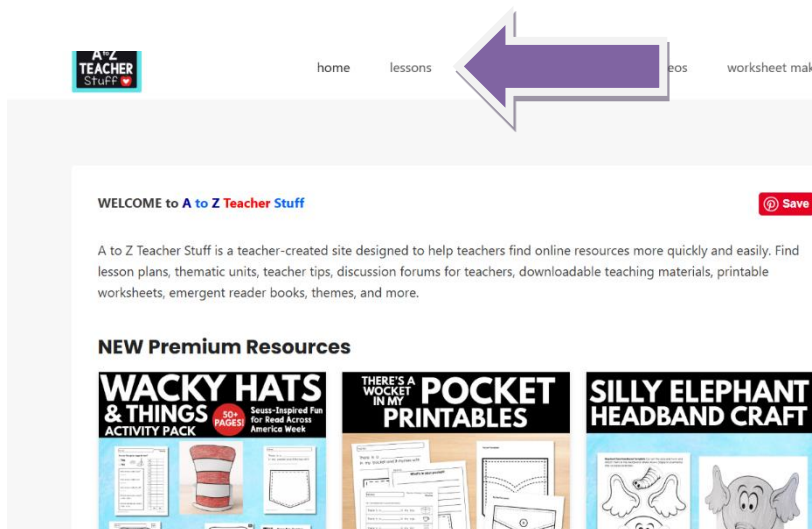 A to Z
TEACHER
Stuff
home lessons eos worksheet mak
WELCOME to A to Z Teacher Stuff
Save
A to Z Teacher Stuff is a teacher-created site designed to help teachers find online resources more quickly and easily. Find
lesson plans, thematic units, teacher tips, discussion forums for teachers, downloadable teaching materials, printable
worksheets, emergent reader books, themes, and more.
NEW Premium Resources
WACKY HATS
& THINGS
ACTIVITY PACK
50+
PAGES!
Seuss-Inspired Fun
for Read Across
America Week
THERE'S A
WOCKET
IN MY
POCKET
PRINTABLES
SILLY ELEPHANT
HEADBAND CRAFT